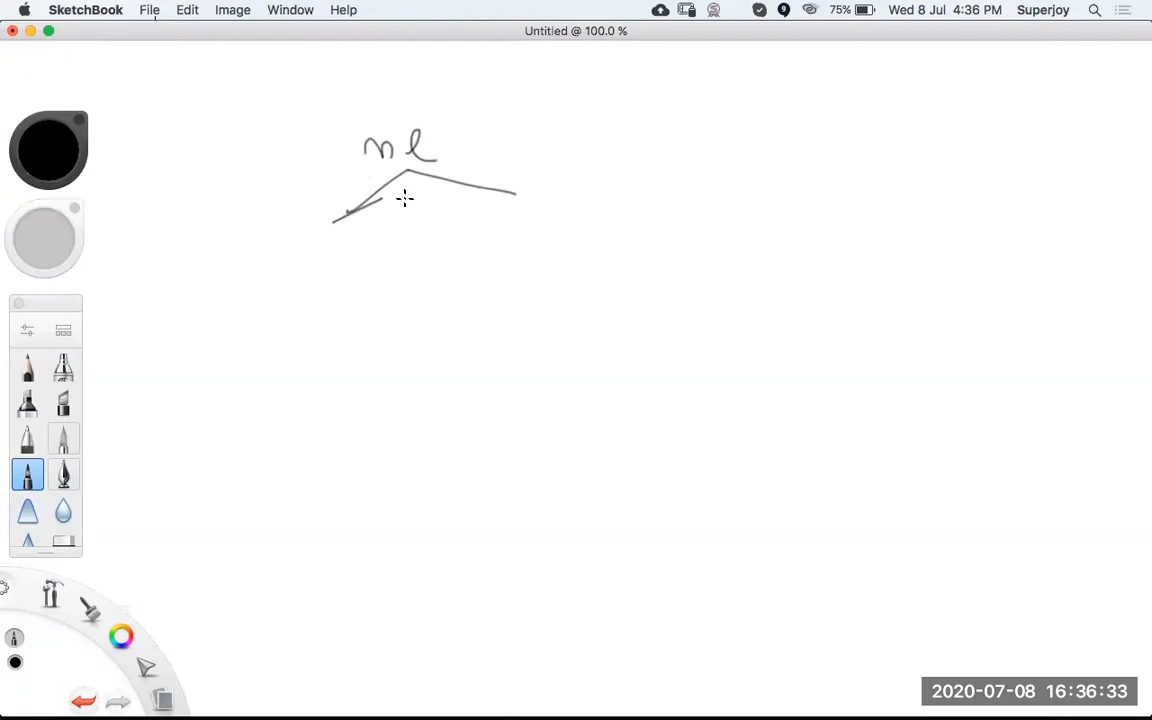 SketchBook File Edit Image Window Help 75% Wed 8 Jul 4:36 PM Superjoy
Untitled @ 100.0 %
n l
2020-07-08 16:36:33